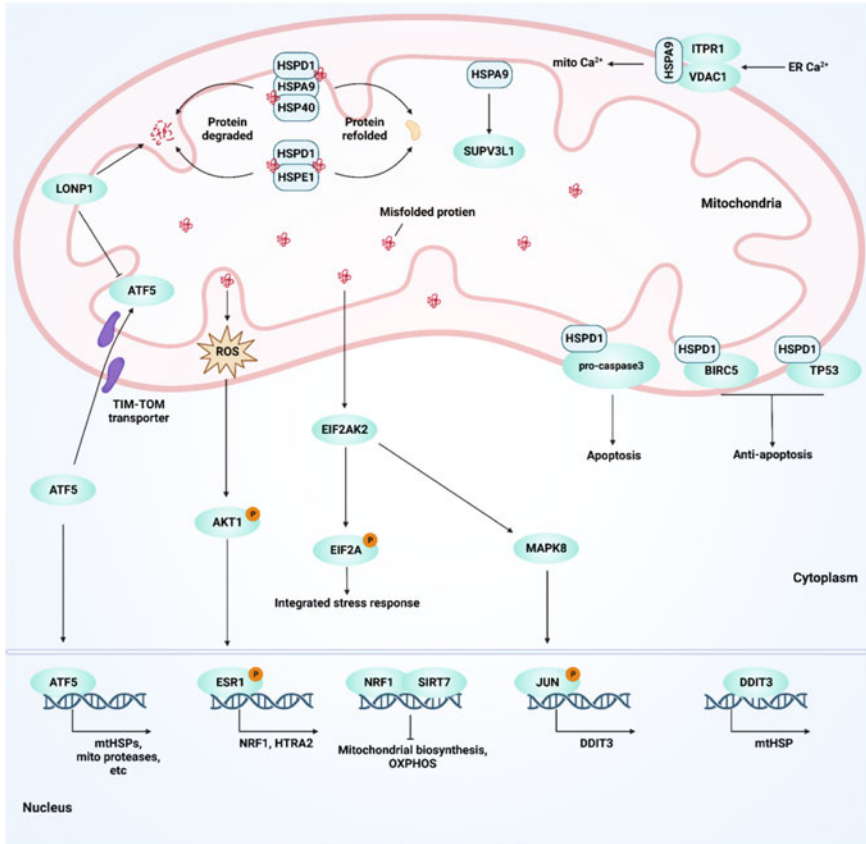 HSPD1
HSPA9
HSP40
Protein
degraded
Protein
refolded
HSPD1
HSPE1
HSPA9
SUPV3L1
mito Ca²⁺
HSPA9
ITPR1
VDAC1
ER Ca²⁺
LONP1
Mitochondria
Misfolded protien
ATF5
ROS
TIM-TOM
transporter
HSPD1
pro-caspase3
HSPD1
BIRC5
HSPD1
TP53
Apoptosis
Anti-apoptosis
EIF2AK2
ATF5
AKT1
P
EIF2A
P
MAPK8
Integrated stress response
Cytoplasm
ATF5
mtHSPs,
mito proteases,
etc
ESR1
P
NRF1, HTRA2
NRF1
SIRT7
Mitochondrial biosynthesis,
OXPHOS
JUN
P
DDIT3
DDIT3
mtHSP
Nucleus